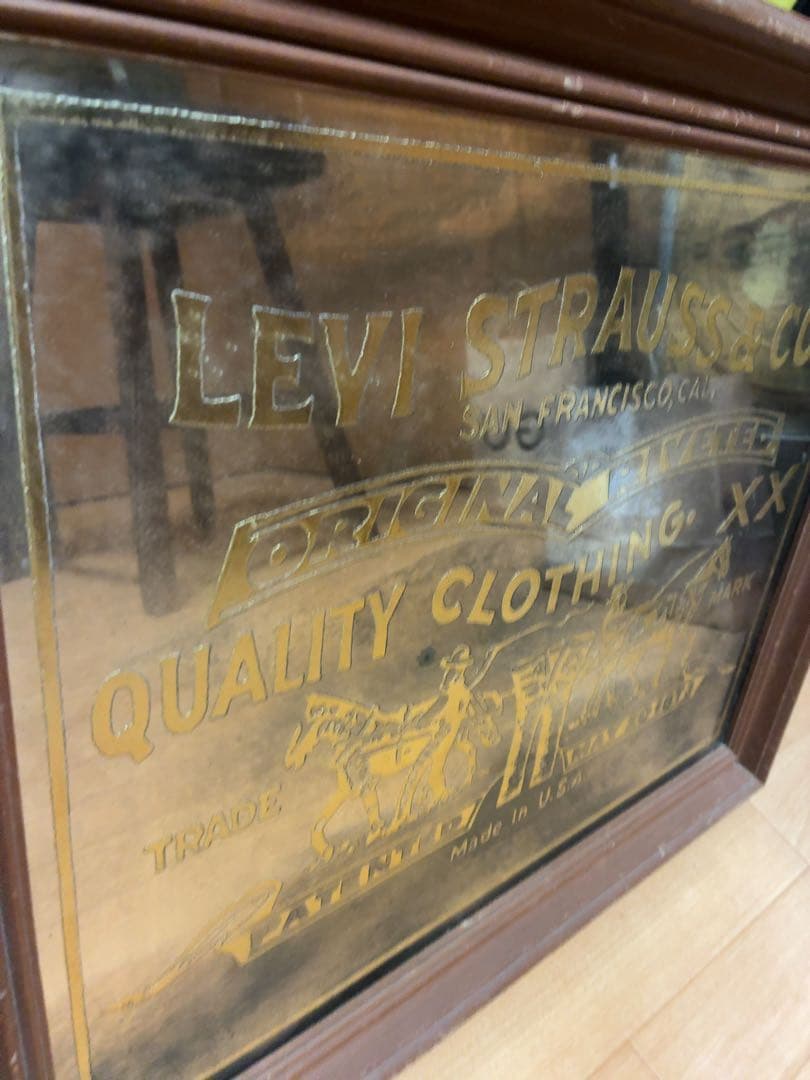 LEVI STRAUSS & CO
SAN FRANCISCO, CAL.
ORIGINAL RIVETED
QUALITY CLOTHING. XX
TRADE MARK
PATENTED
Made in U.S.A.